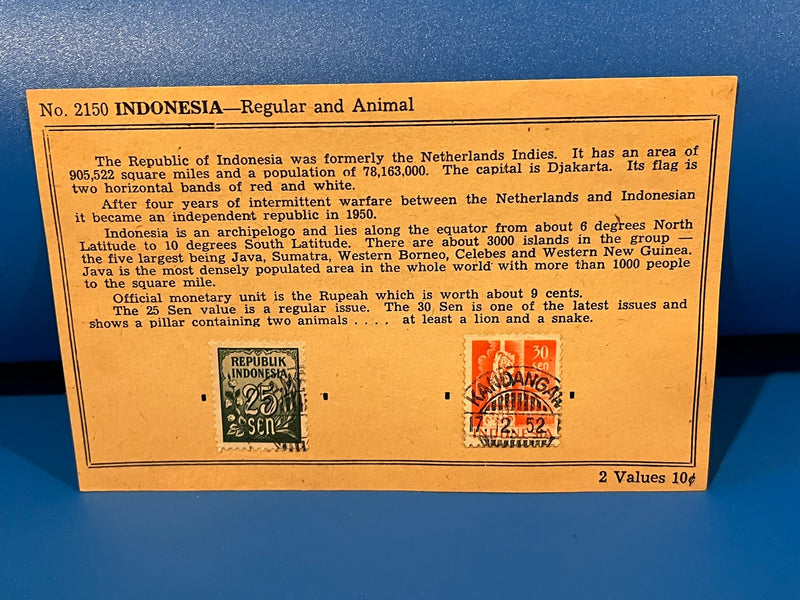 No. 2150 INDONESIA—Regular and Animal
The Republic of Indonesia was formerly the Netherlands Indies. It has an area of
905,522 square miles and a population of 78,163,000. The capital is Djakarta. Its flag is
two horizontal bands of red and white.
After four years of intermittent warfare between the Netherlands and Indonesian
it became an independent republic in 1950.
Indonesia is an archipelogo and lies along the equator from about 6 degrees North
Latitude to 10 degrees South Latitude. There are about 3000 islands in the group —
the five largest being Java, Sumatra, Western Borneo, Celebes and Western New Guinea.
Java is the most densely populated area in the whole world with more than 1000 people
to the square mile.
Official monetary unit is the Rupeah which is worth about 9 cents.
The 25 Sen value is a regular issue. The 30 Sen is one of the latest issues and
shows a pillar containing two animals . . . . at least a lion and a snake.
REPUBLIK
INDONESIA
25
sen
30
sen
KANDANGAN
52
2 Values 10¢